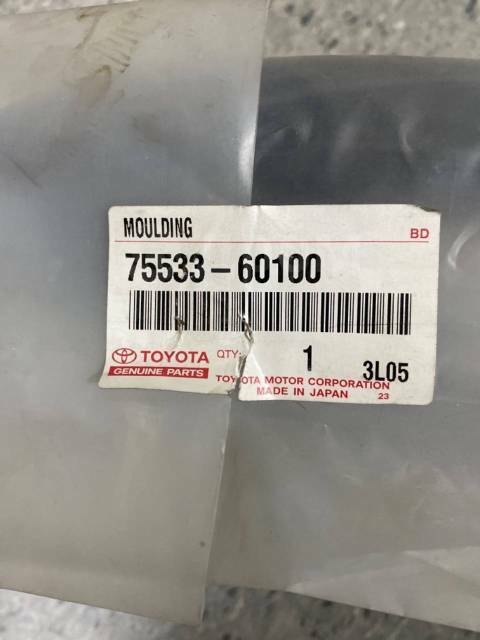 MOULDING
BD
75533-60100
TOYOTA QTY: 1 3L05
GENUINE PARTS
TOYOTA MOTOR CORPORATION
MADE IN JAPAN 23